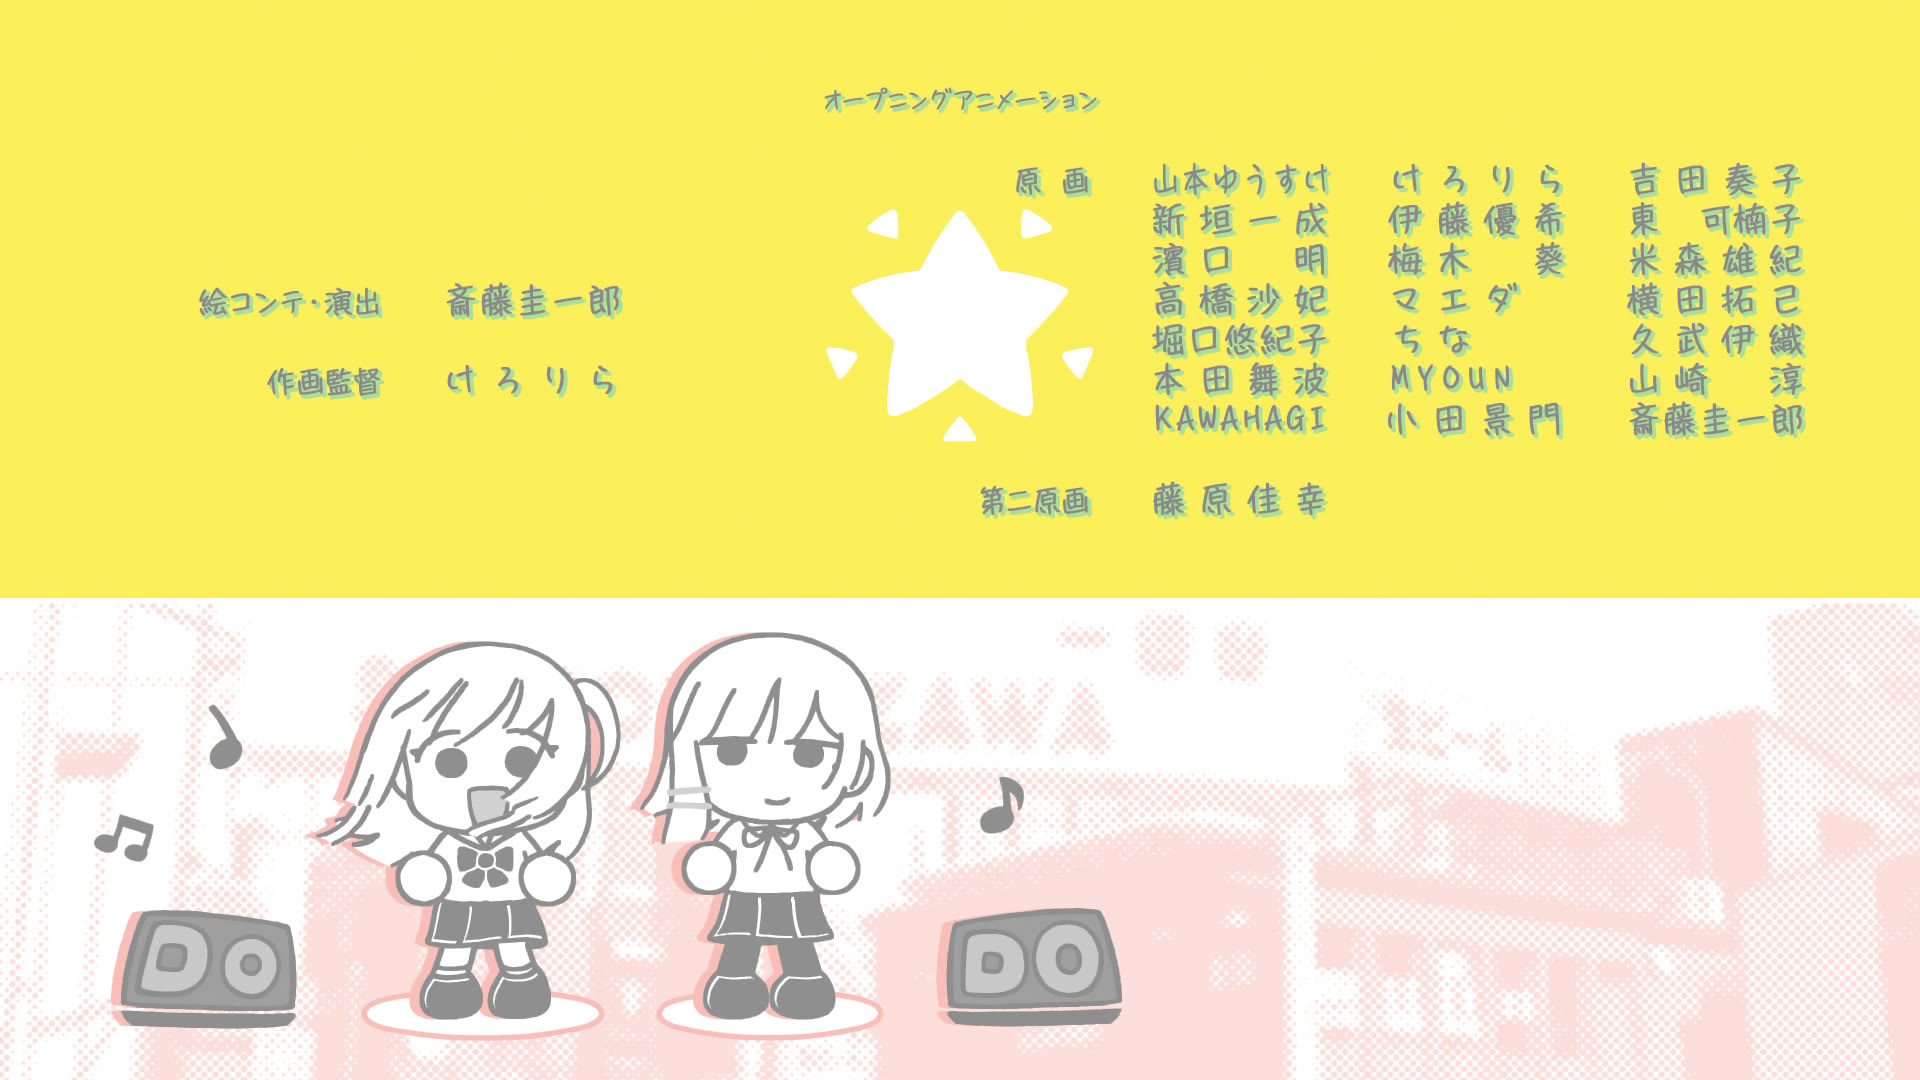 オープニングアニメーション
絵コンテ・演出 斎藤圭一郎
作画監督 けろりら
原画 山本ゆうすけ けろりら 吉田奏子
新垣一成 伊藤優希 東 可楠子
濱口 明 梅木 葵 米森雄紀
高橋沙妃 マエダ 横田拓己
堀口悠紀子 ちな 久武伊織
本田舞波 MYOUN 山崎 淳
KAWAHAGI 小田景門 斎藤圭一郎
第二原画 藤原佳幸
DO
DO